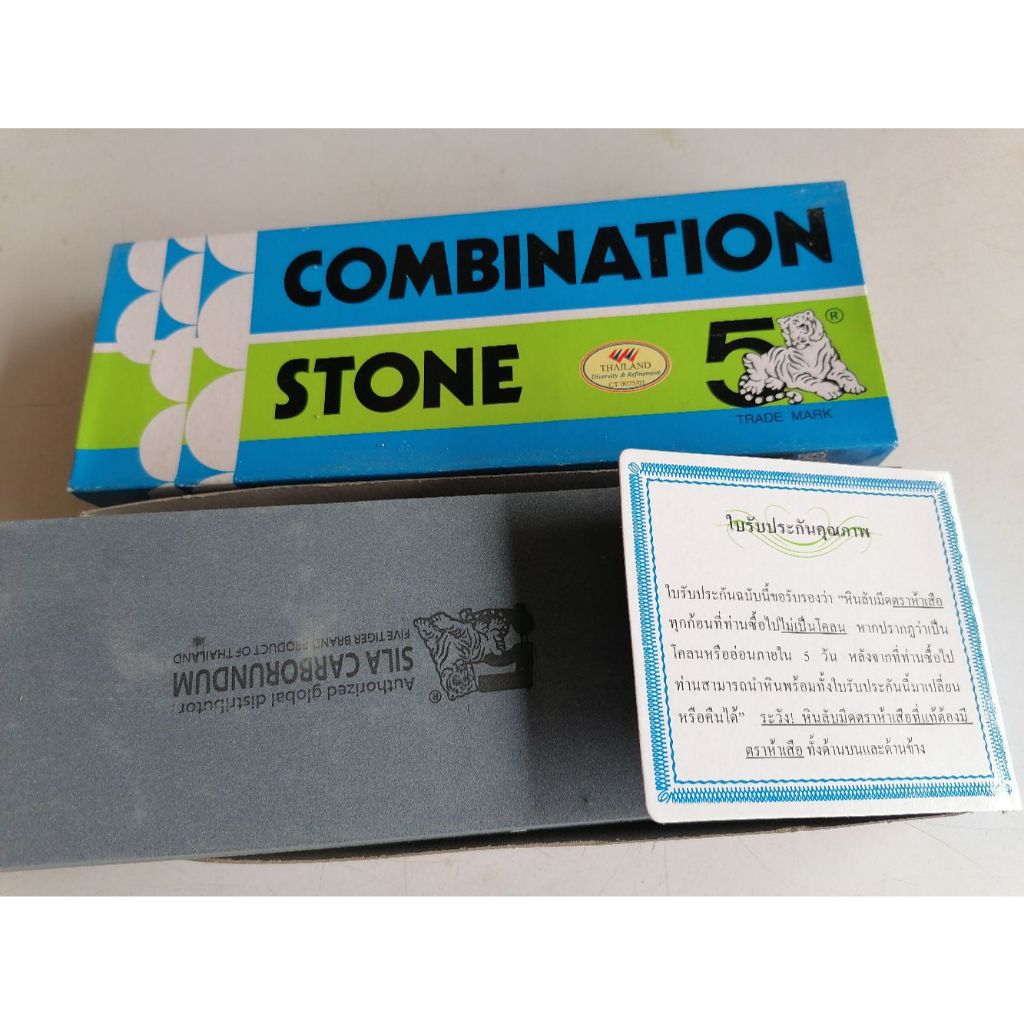 COMBINATION
STONE
THAILAND
Diversity & Refinement
CT 0075/01
5
®
TRADE MARK
ใบรับประกันคุณภาพ
ใบรับประกันฉบับนี้ขอรับรองว่า "หินลับมีดตราห้าเสือ
ทุกก้อนที่ท่านซื้อไปไม่เป็นโคลน หากปรากฎว่าเป็น
โคลนหรืออ่อนภายใน 5 วัน หลังจากที่ท่านซื้อไป
ท่านสามารถนำหินพร้อมทั้งใบรับประกันนี้มาเปลี่ยน
หรือคืนได้" ระวัง! หินลับมีดตราห้าเสือที่แท้ต้องมี
ตราห้าเสือ ทั้งด้านบนและด้านข้าง
5
®
Authorized global distributor:
SILA CARBORUNDUM
FIVE TIGER BRAND PRODUCT OF THAILAND